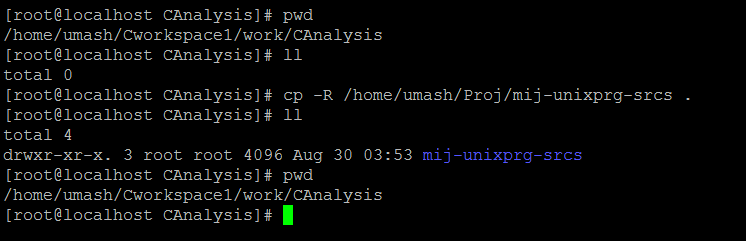 [root@localhost CAnalysis]# pwd
/home/umash/Cworkspace1/work/CAnalysis
[root@localhost CAnalysis]# ll
total 0
[root@localhost CAnalysis]# cp -R /home/umash/Proj/mij-unixprg-srcs .
[root@localhost CAnalysis]# ll
total 4
drwxr-xr-x. 3 root root 4096 Aug 30 03:53 mij-unixprg-srcs
[root@localhost CAnalysis]# pwd
/home/umash/Cworkspace1/work/CAnalysis
[root@localhost CAnalysis]#